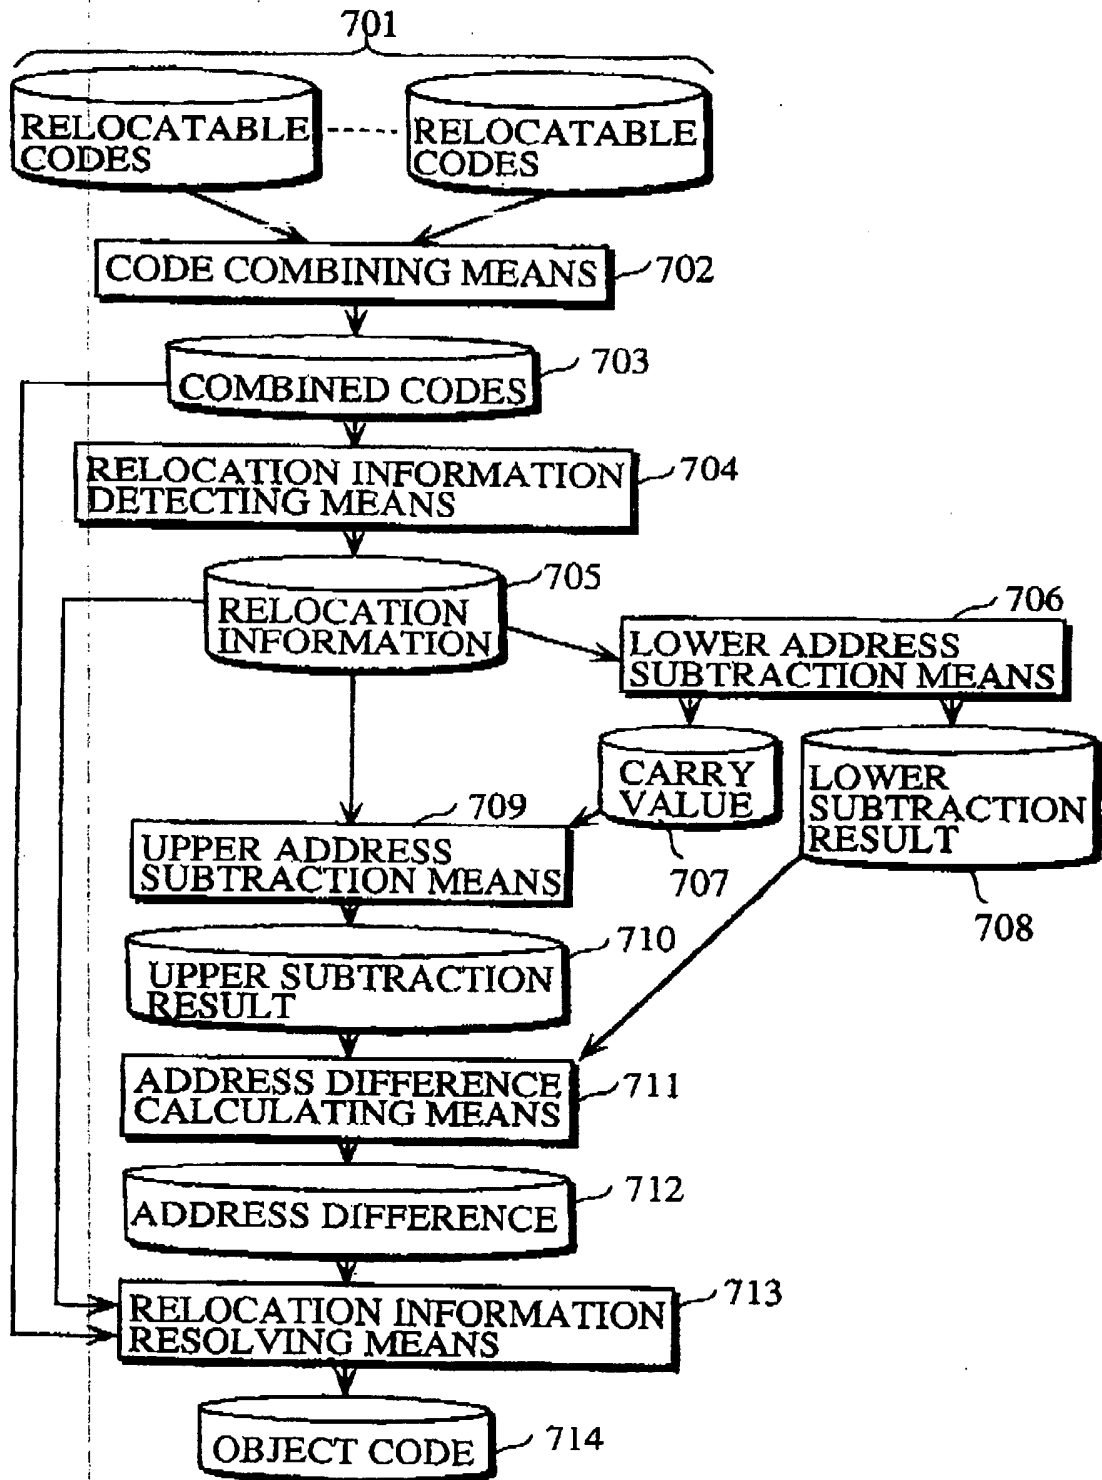 701
RELOCATABLE
CODES
RELOCATABLE
CODES
CODE COMBINING MEANS
702
COMBINED CODES
703
RELOCATION INFORMATION
DETECTING MEANS
704
RELOCATION
INFORMATION
705
LOWER ADDRESS
SUBTRACTION MEANS
706
CARRY
VALUE
707
LOWER
SUBTRACTION
RESULT
708
709
UPPER ADDRESS
SUBTRACTION MEANS
UPPER SUBTRACTION
RESULT
710
ADDRESS DIFFERENCE
CALCULATING MEANS
711
ADDRESS DIFFERENCE
712
RELOCATION INFORMATION
RESOLVING MEANS
713
OBJECT CODE
714